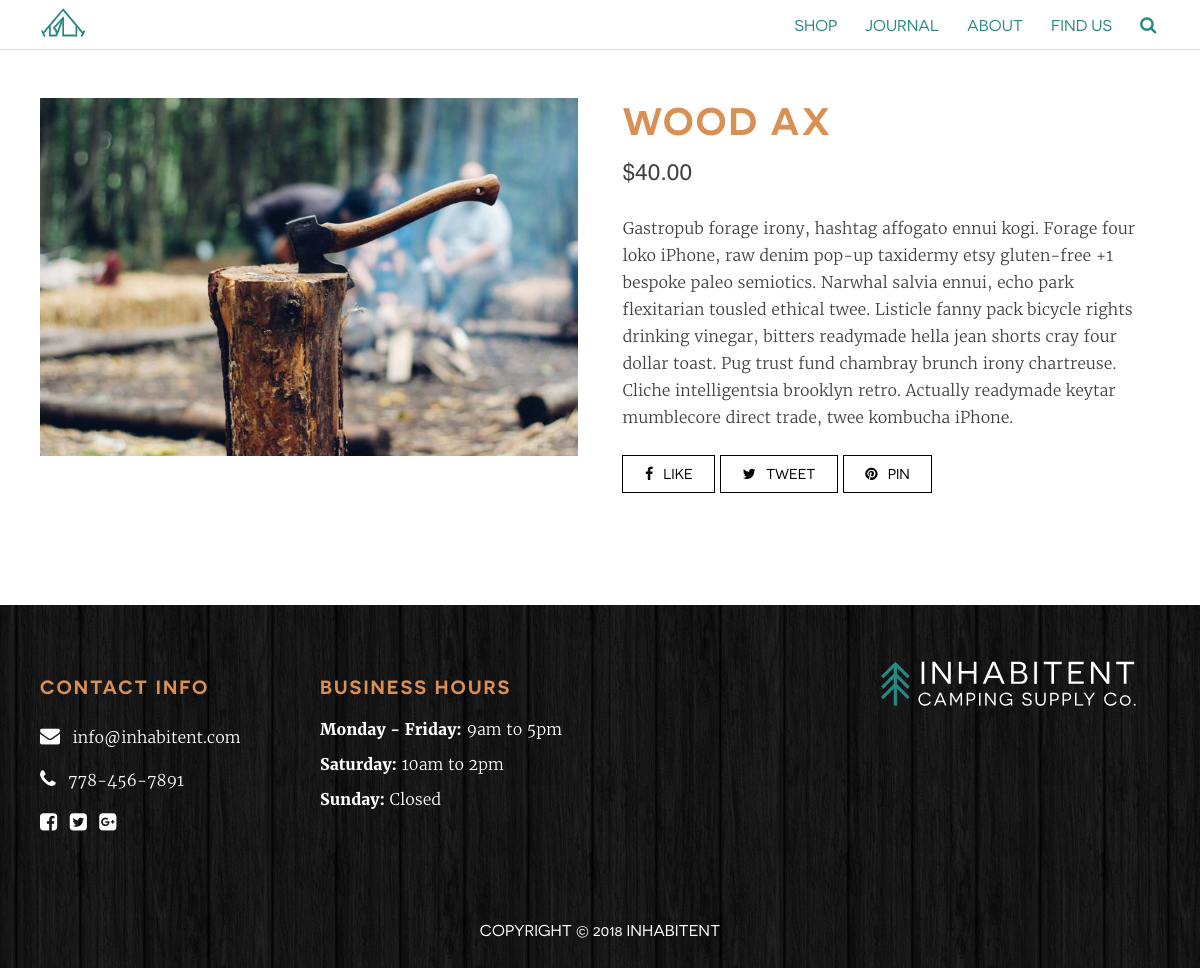 SHOP JOURNAL ABOUT FIND US
WOOD AX
$40.00
Gastropub forage irony, hashtag affogato ennui kogi. Forage four
loko iPhone, raw denim pop-up taxidermy etsy gluten-free +1
bespoke paleo semiotics. Narwhal salvia ennui, echo park
flexitarian tousled ethical twee. Listicle fanny pack bicycle rights
drinking vinegar, bitters readymade hella jean shorts cray four
dollar toast. Pug trust fund chambray brunch irony chartreuse.
Cliche intelligentsia brooklyn retro. Actually readymade keytar
mumblecore direct trade, twee kombucha iPhone.
LIKE TWEET PIN
CONTACT INFO
info@inhabitent.com
778-456-7891
BUSINESS HOURS
Monday - Friday: 9am to 5pm
Saturday: 10am to 2pm
Sunday: Closed
INHABITENT
CAMPING SUPPLY Co.
COPYRIGHT © 2018 INHABITENT